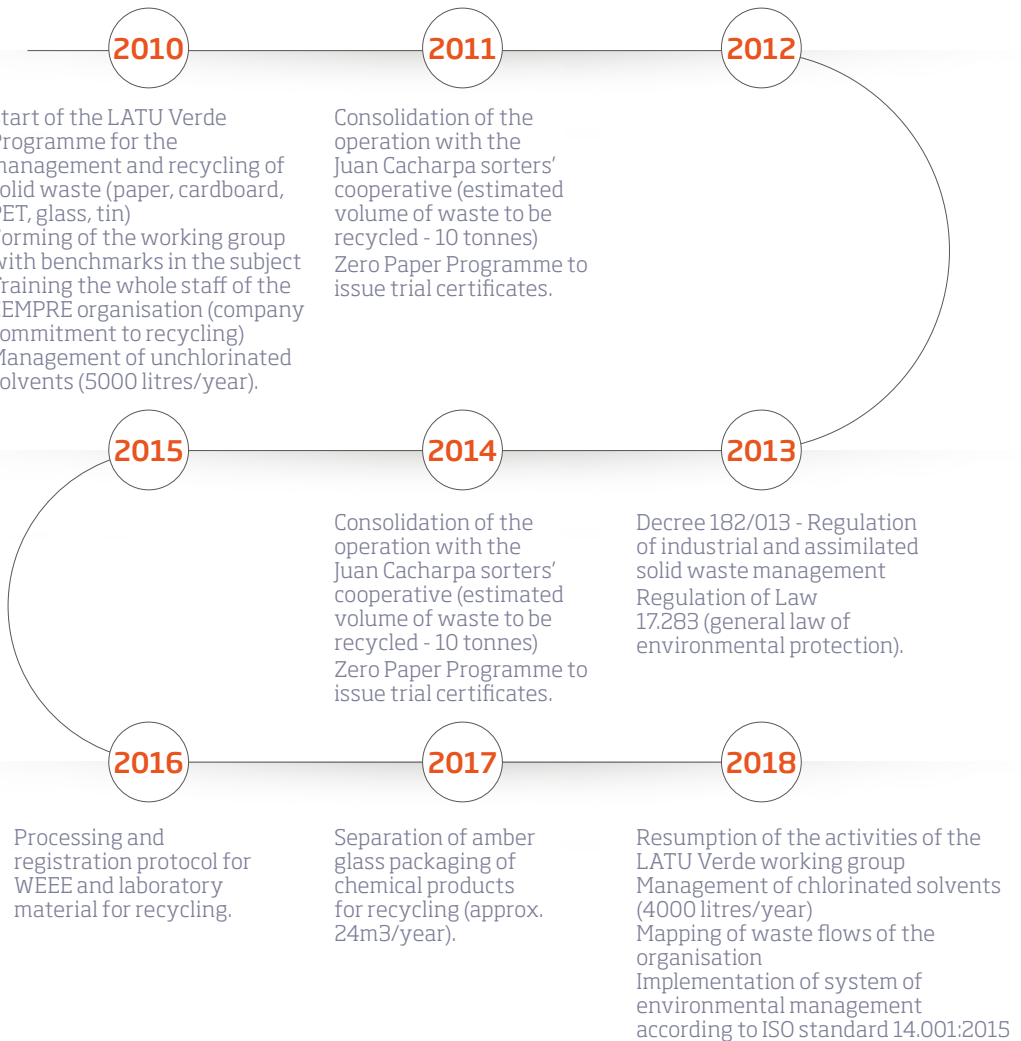 2010
2011
2012
Start of the LATU Verde
Programme for the
management and recycling of
solid waste (paper, cardboard,
PET, glass, tin)
Forming of the working group
with benchmarks in the subject
Training the whole staff of the
CEMPRE organisation (company
commitment to recycling)
Management of unchlorinated
solvents (5000 litres/year).
Consolidation of the
operation with the
Juan Cacharpa sorters'
cooperative (estimated
volume of waste to be
recycled - 10 tonnes)
Zero Paper Programme to
issue trial certificates.
2015
2014
2013
Consolidation of the
operation with the
Juan Cacharpa sorters'
cooperative (estimated
volume of waste to be
recycled - 10 tonnes)
Zero Paper Programme to
issue trial certificates.
Decree 182/013 - Regulation
of industrial and assimilated
solid waste management
Regulation of Law
17.283 (general law of
environmental protection).
2016
2017
2018
Processing and
registration protocol for
WEEE and laboratory
material for recycling.
Separation of amber
glass packaging of
chemical products
for recycling (approx.
24m3/year).
Resumption of the activities of the
LATU Verde working group
Management of chlorinated solvents
(4000 litres/year)
Mapping of waste flows of the
organisation
Implementation of system of
environmental management
according to ISO standard 14.001:2015